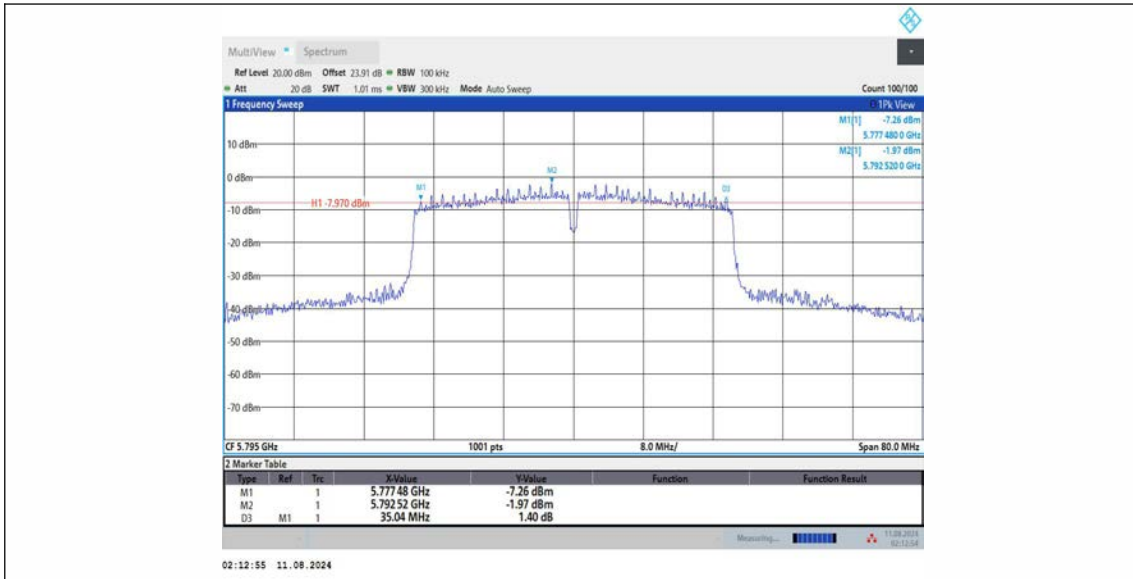 MultiView Spectrum
Ref Level 20.00 dBm Offset 23.91 dB RBW 100 kHz
Att 20 dB SWT 1.01 ms VBW 300 kHz Mode Auto Sweep Count 100/100
1 Frequency Sweep 1Pk View
M1[1] -7.26 dBm
5.777 480 0 GHz
M2[1] -1.97 dBm
5.792 520 0 GHz
10 dBm
0 dBm
M2
M1
D3
H1 -7.970 dBm
-10 dBm
-20 dBm
-30 dBm
-40 dBm
-50 dBm
-60 dBm
-70 dBm
CF 5.795 GHz 1001 pts 8.0 MHz/ Span 80.0 MHz
2 Marker Table
Type Ref Trc X-Value Y-Value Function Function Result
M1 1 5.777 48 GHz -7.26 dBm
M2 1 5.792 52 GHz -1.97 dBm
D3 M1 1 35.04 MHz 1.40 dB
Measuring... 11.08.2024
02:12:54
02:12:55 11.08.2024